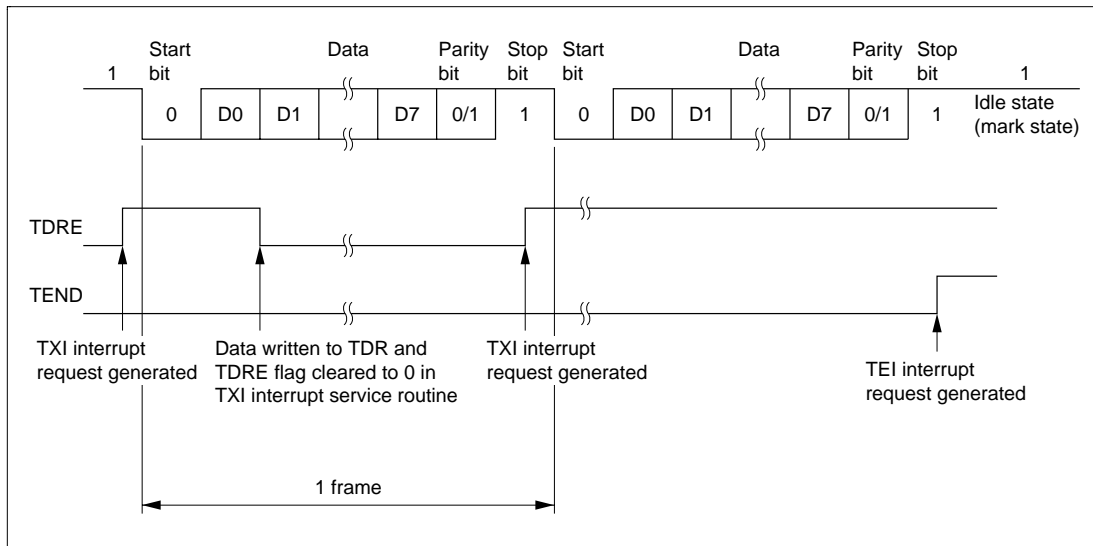 Start bit
Data
Parity bit
Stop bit
Start bit
Data
Parity bit
Stop bit
1
1
0
D0
D1
D7
0/1
1
0
D0
D1
D7
0/1
1
Idle state
(mark state)
TDRE
TEND
TXI interrupt
request generated
Data written to TDR and
TDRE flag cleared to 0 in
TXI interrupt service routine
TXI interrupt
request generated
TEI interrupt
request generated
1 frame